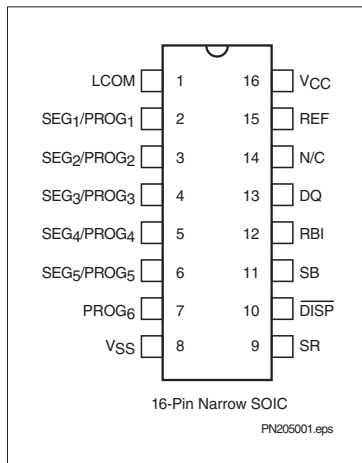 LCOM 1 16 VCC
SEG1/PROG1 2 15 REF
SEG2/PROG2 3 14 N/C
SEG3/PROG3 4 13 DQ
SEG4/PROG4 5 12 RBI
SEG5/PROG5 6 11 SB
PROG6 7 10 DISP
VSS 8 9 SR
16-Pin Narrow SOIC
PN205001.eps